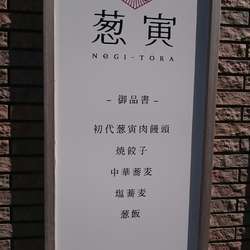 葱寅
NEGI-TORA
– 御品書 –
初代葱寅肉饅頭
焼餃子
中華蕎麦
塩蕎麦
葱飯